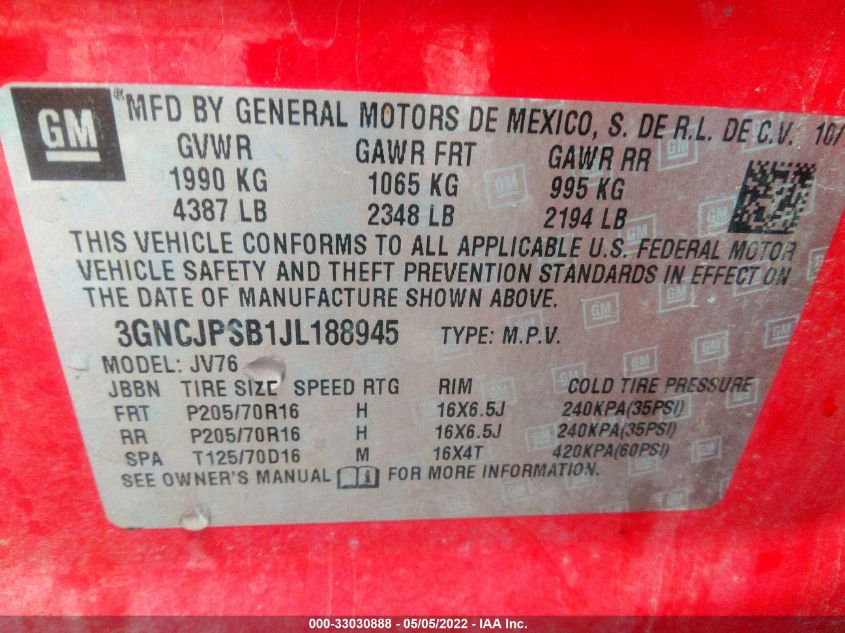 GM
®MFD BY GENERAL MOTORS DE MEXICO, S. DE R.L. DE C.V. 10/
GVWR GAWR FRT GAWR RR
1990 KG 1065 KG 995 KG
4387 LB 2348 LB 2194 LB
THIS VEHICLE CONFORMS TO ALL APPLICABLE U.S. FEDERAL MOTOR
VEHICLE SAFETY AND THEFT PREVENTION STANDARDS IN EFFECT ON
THE DATE OF MANUFACTURE SHOWN ABOVE.
3GNCJPSB1JL188945 TYPE: M.P.V.
MODEL: JV76
JBBN TIRE SIZE SPEED RTG RIM COLD TIRE PRESSURE
FRT P205/70R16 H 16X6.5J 240KPA(35PSI)
RR P205/70R16 H 16X6.5J 240KPA(35PSI)
SPA T125/70D16 M 16X4T 420KPA(60PSI)
SEE OWNER'S MANUAL i FOR MORE INFORMATION.
000-33030888 - 05/05/2022 - IAA Inc.